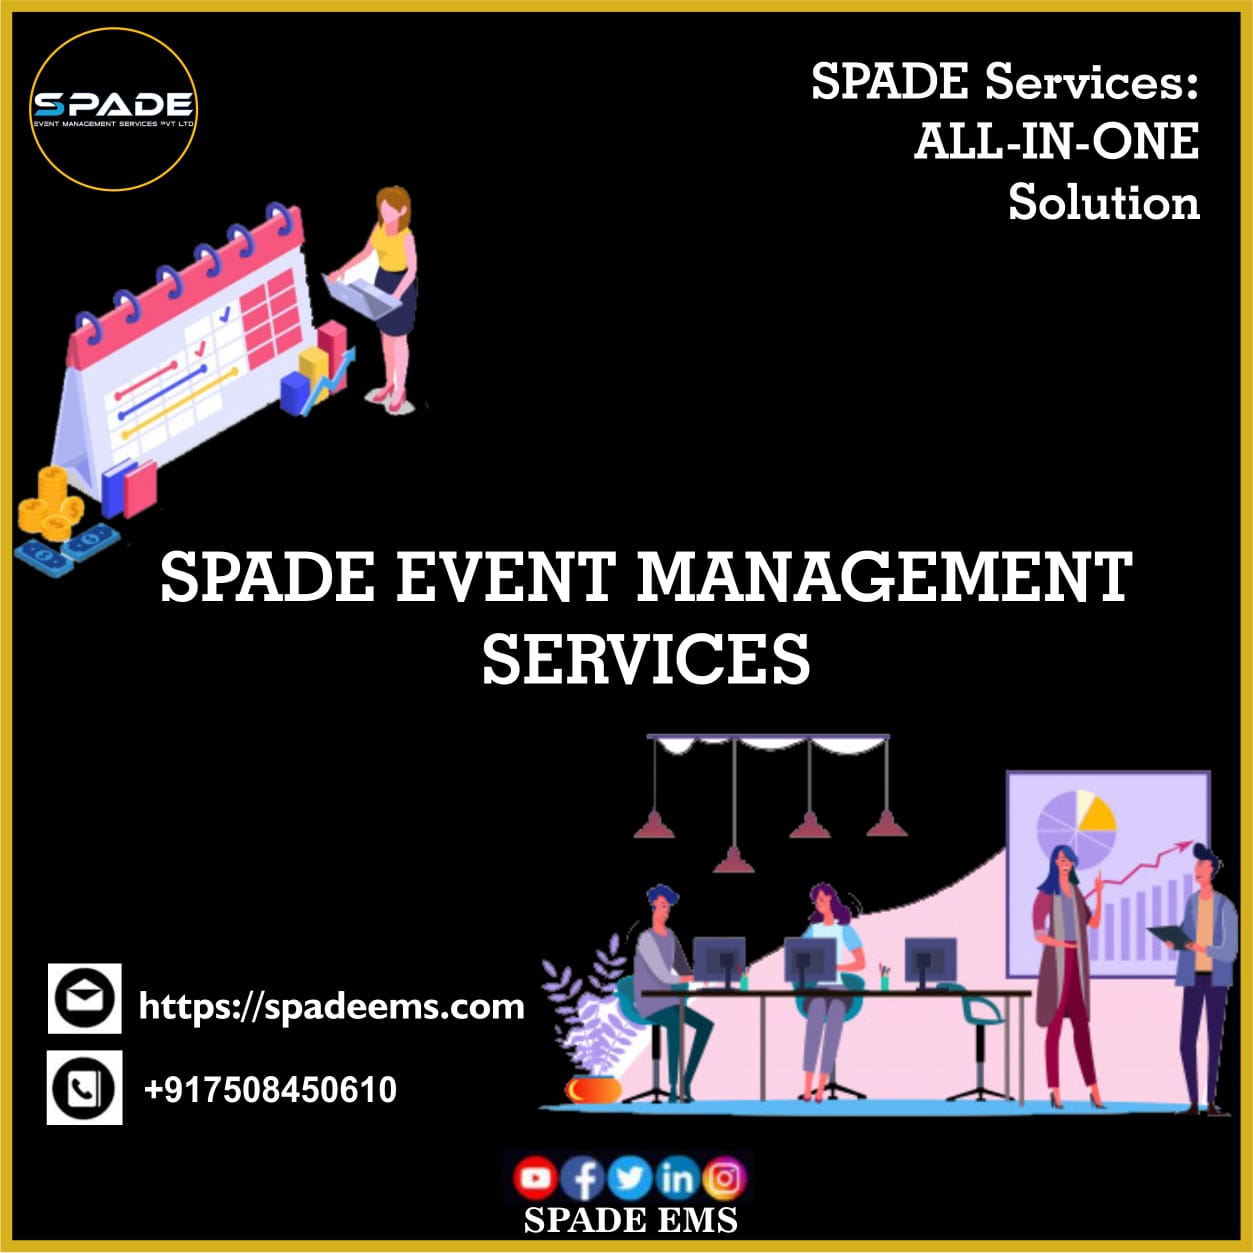 SPADE
EVENT MANAGEMENT SERVICES PVT LTD
SPADE Services:
ALL-IN-ONE
Solution
SPADE EVENT MANAGEMENT
SERVICES
https://spadeems.com
+917508450610
SPADE EMS